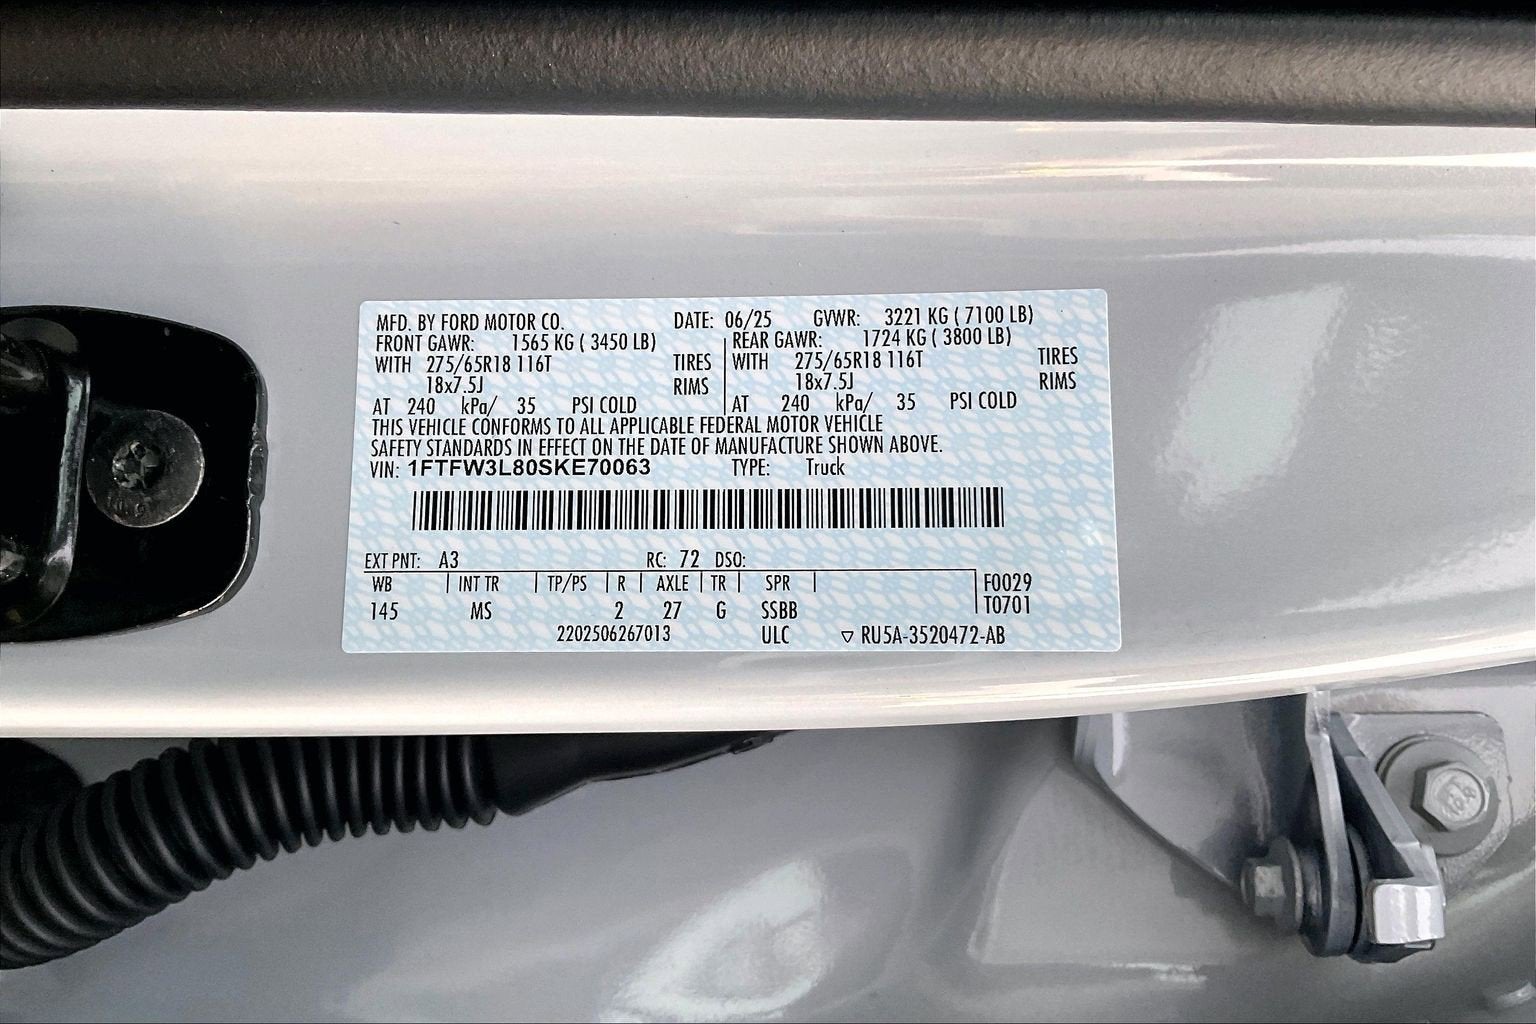 MFD. BY FORD MOTOR CO. DATE: 06/25 GVWR: 3221 KG ( 7100 LB)
FRONT GAWR: 1565 KG ( 3450 LB) REAR GAWR: 1724 KG ( 3800 LB)
WITH 275/65R18 116T TIRES WITH 275/65R18 116T TIRES
18x7.5J RIMS 18x7.5J RIMS
AT 240 kPa/ 35 PSI COLD AT 240 kPa/ 35 PSI COLD
THIS VEHICLE CONFORMS TO ALL APPLICABLE FEDERAL MOTOR VEHICLE
SAFETY STANDARDS IN EFFECT ON THE DATE OF MANUFACTURE SHOWN ABOVE.
VIN: 1FTFW3L80SKE70063 TYPE: Truck
EXT PNT: A3 RC: 72 DSO:
WB INT TR TP/PS R AXLE TR SPR F0029
145 MS 2 27 G SSBB T0701
2202506267013 ULC ▽ RU5A-3520472-AB